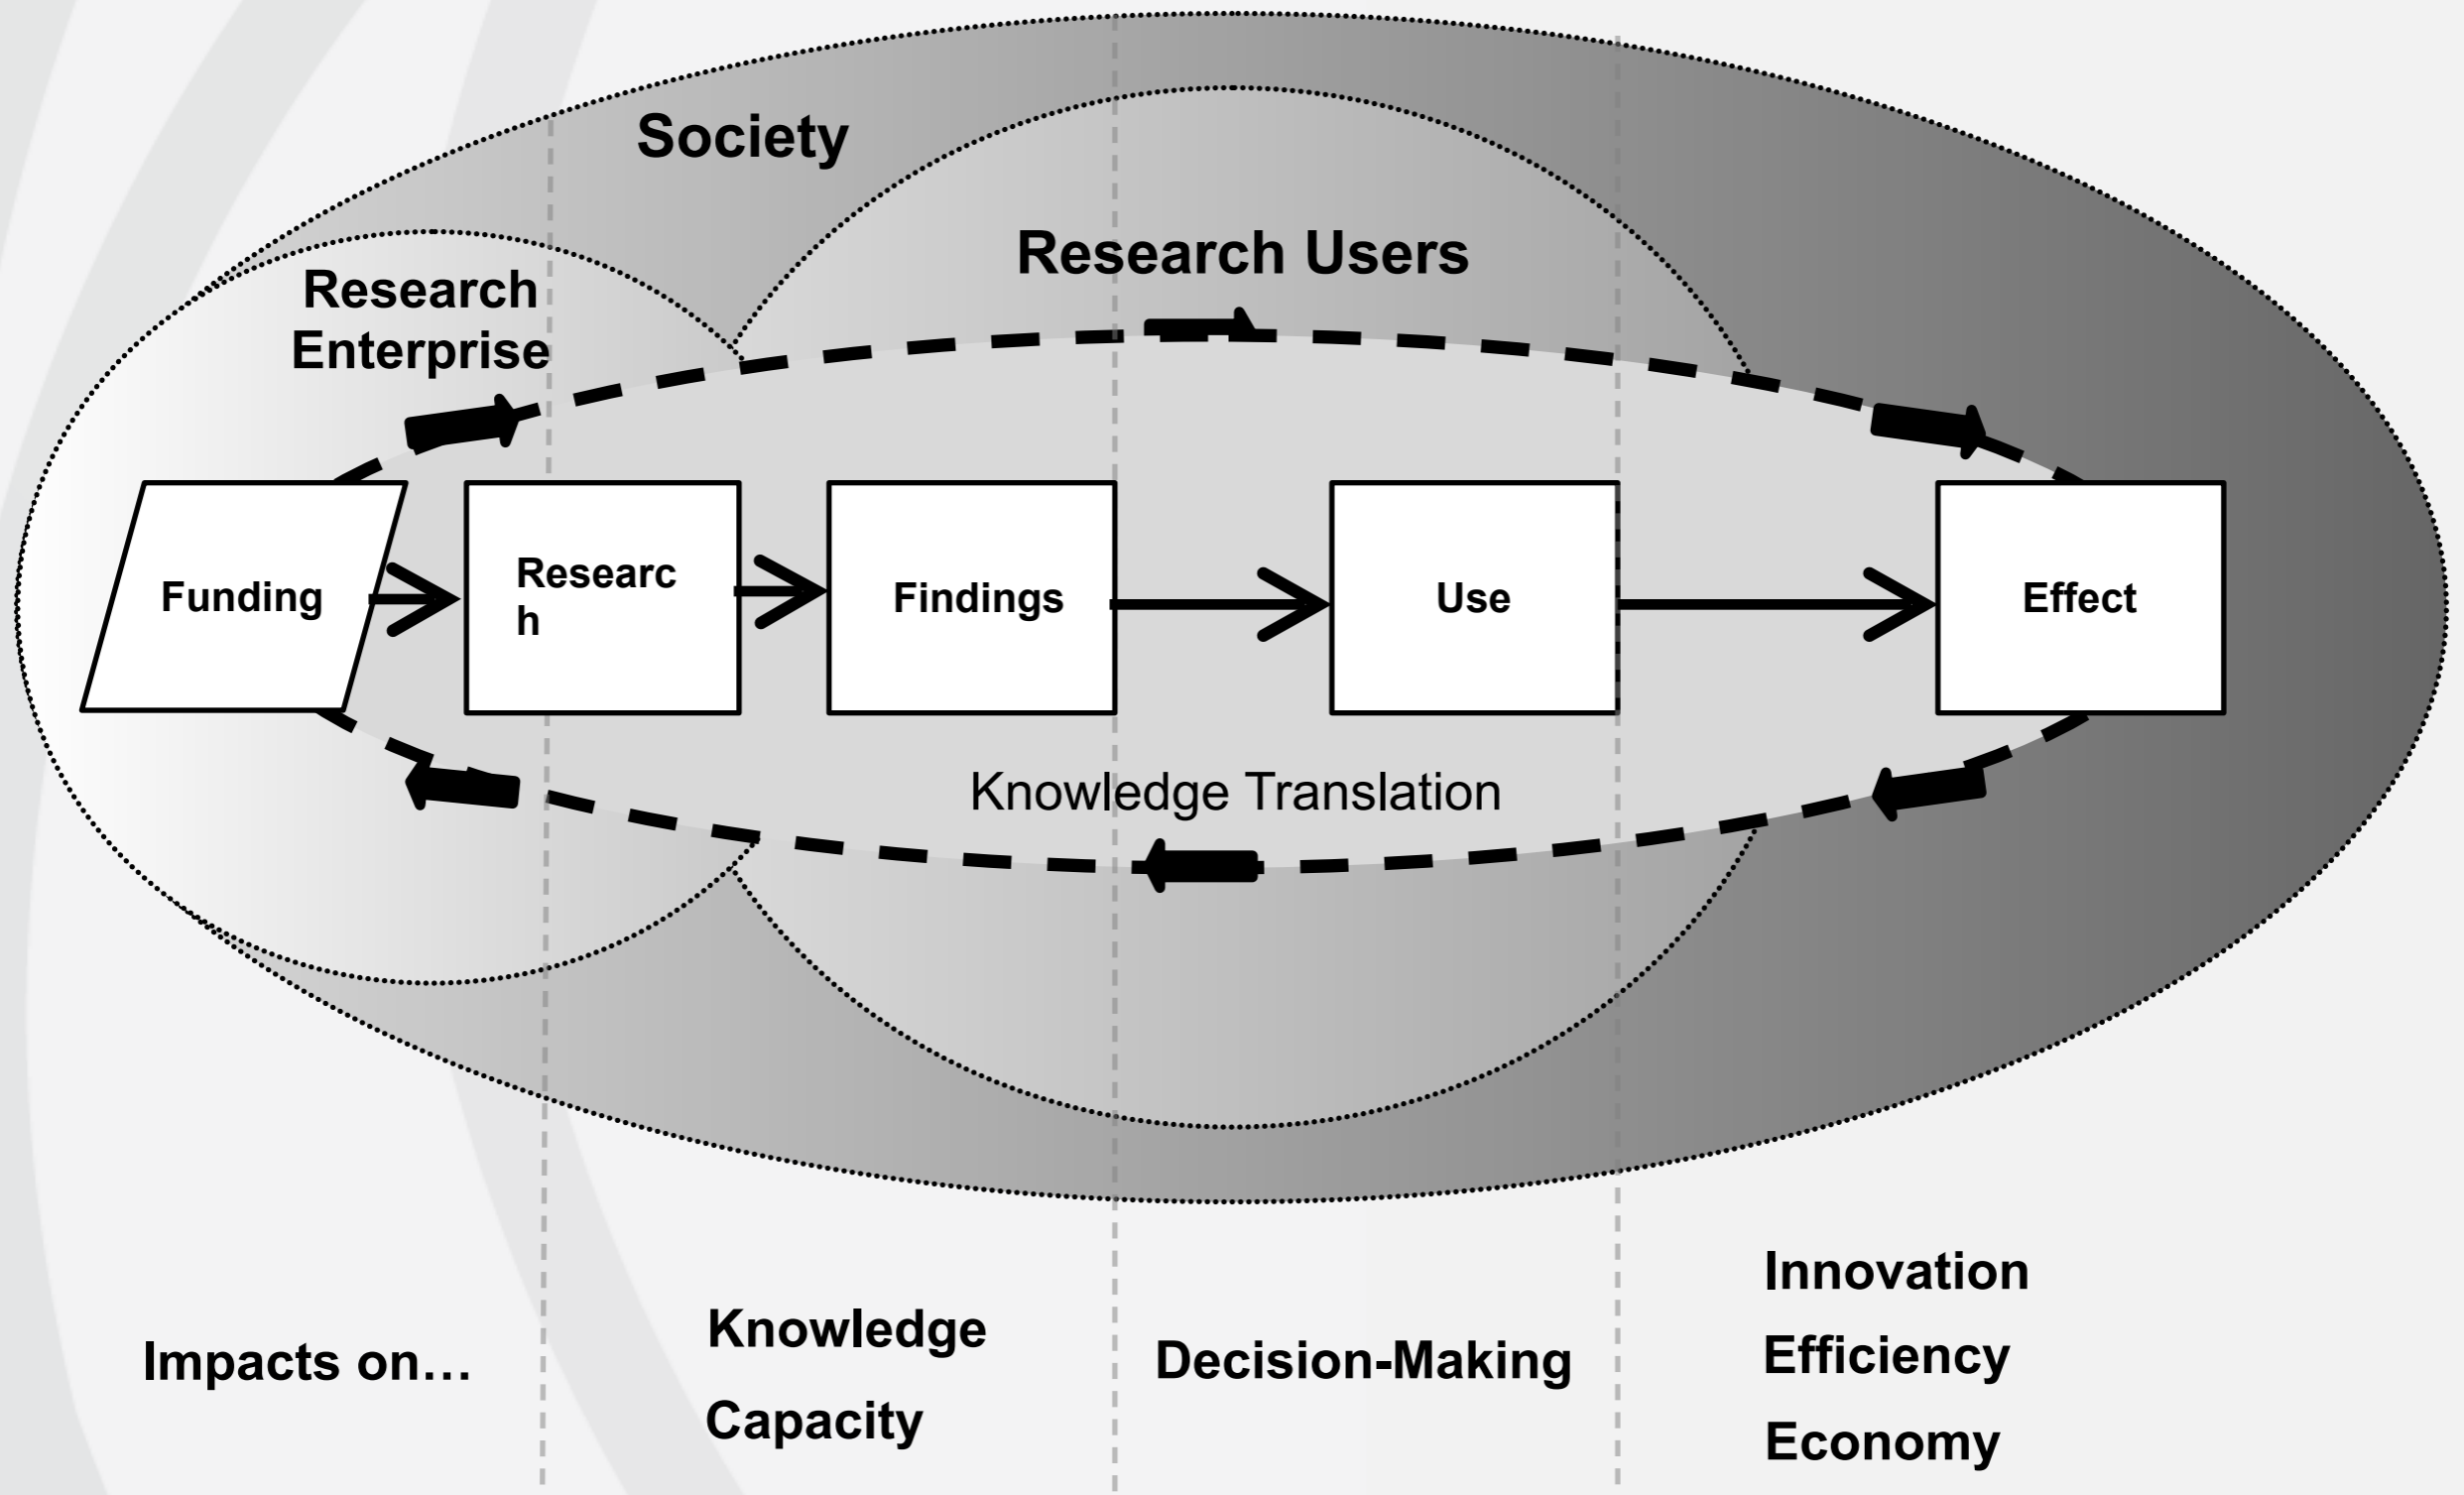 Society
Research Users
Research
Enterprise
Funding
Researc
h
Findings
Use
Effect
Knowledge Translation
Impacts on…
Knowledge
Capacity
Decision-Making
Innovation
Efficiency
Economy